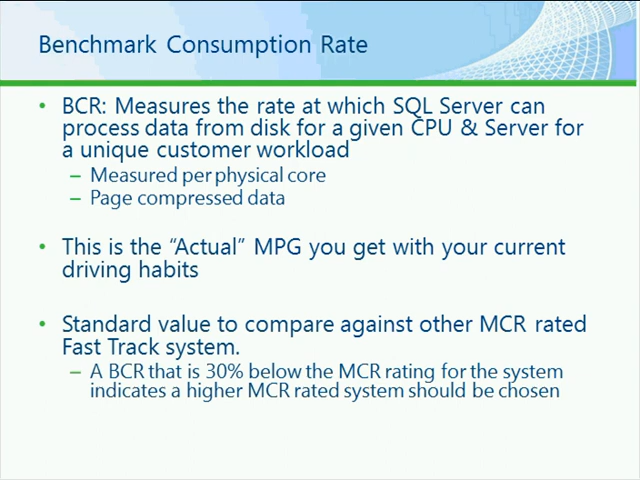 Benchmark Consumption Rate
• BCR: Measures the rate at which SQL Server can
process data from disk for a given CPU & Server for
a unique customer workload
– Measured per physical core
– Page compressed data
• This is the “Actual” MPG you get with your current
driving habits
• Standard value to compare against other MCR rated
Fast Track system.
– A BCR that is 30% below the MCR rating for the system
indicates a higher MCR rated system should be chosen